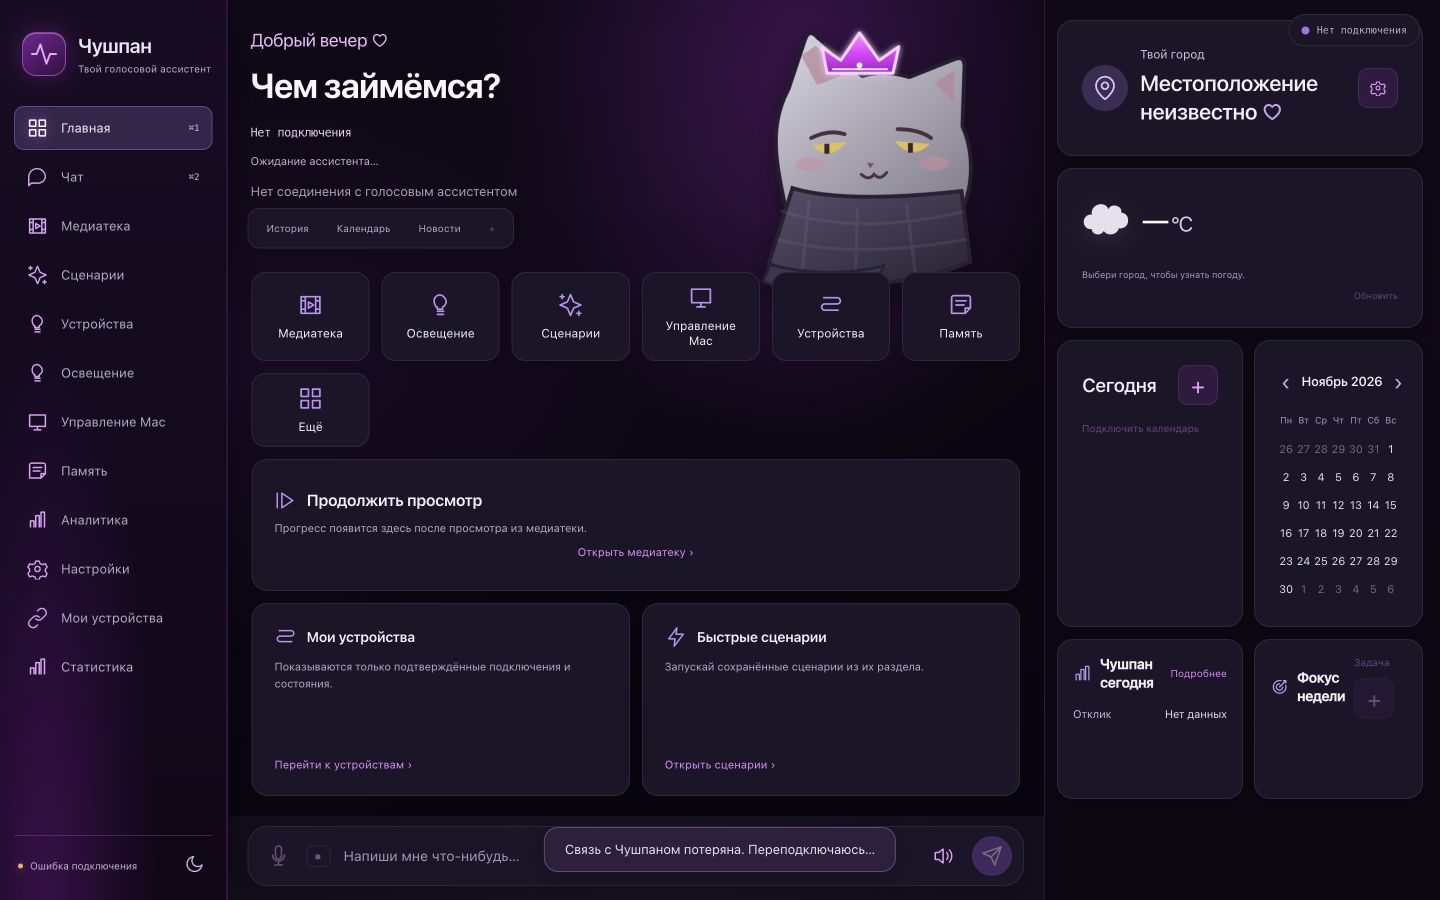 Чушпан
Твой голосовой ассистент
Главная ⌘1
Чат ⌘2
Медиатека
Сценарии
Устройства
Освещение
Управление Mac
Память
Аналитика
Настройки
Мои устройства
Статистика
Ошибка подключения
Добрый вечер
Чем займёмся?
Нет подключения
Ожидание ассистента...
Нет соединения с голосовым ассистентом
История Календарь Новости +
Медиатека
Освещение
Сценарии
Управление
Mac
Устройства
Память
Ещё
Продолжить просмотр
Прогресс появится здесь после просмотра из медиатеки.
Открыть медиатеку ›
Мои устройства
Показываются только подтверждённые подключения и
состояния.
Перейти к устройствам ›
Быстрые сценарии
Запускай сохранённые сценарии из их раздела.
Открыть сценарии ›
Напиши мне что-нибудь...
Связь с Чушпаном потеряна. Переподключаюсь...
Нет подключения
Твой город
Местоположение
неизвестно
—°C
Выбери город, чтобы узнать погоду.
Обновить
Сегодня +
Подключить календарь
‹ Ноябрь 2026 ›
Пн Вт Ср Чт Пт Сб Вс
26 27 28 29 30 31 1
2 3 4 5 6 7 8
9 10 11 12 13 14 15
16 17 18 19 20 21 22
23 24 25 26 27 28 29
30 1 2 3 4 5 6
Чушпан
сегодня
Подробнее
Отклик Нет данных
Фокус
недели
Задача
+